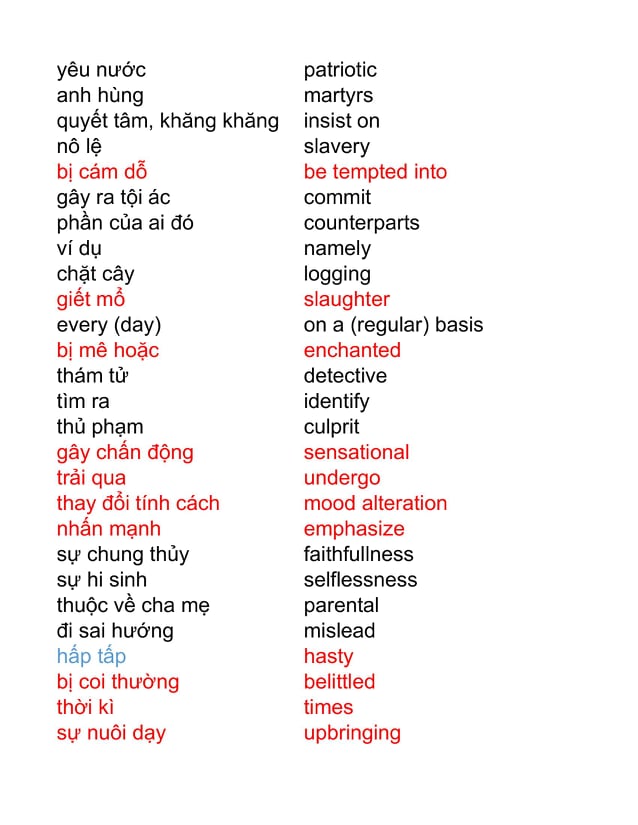 yêu nước patriotic
anh hùng martyrs
quyết tâm, khăng khăng insist on
nô lệ slavery
bị cám dỗ be tempted into
gây ra tội ác commit
phần của ai đó counterparts
ví dụ namely
chặt cây logging
giết mổ slaughter
every (day) on a (regular) basis
bị mê hoặc enchanted
thám tử detective
tìm ra identify
thủ phạm culprit
gây chấn động sensational
trải qua undergo
thay đổi tính cách mood alteration
nhấn mạnh emphasize
sự chung thủy faithfullness
sự hi sinh selflessness
thuộc về cha mẹ parental
đi sai hướng mislead
hấp tấp hasty
bị coi thường belittled
thời kì times
sự nuôi dạy upbringing